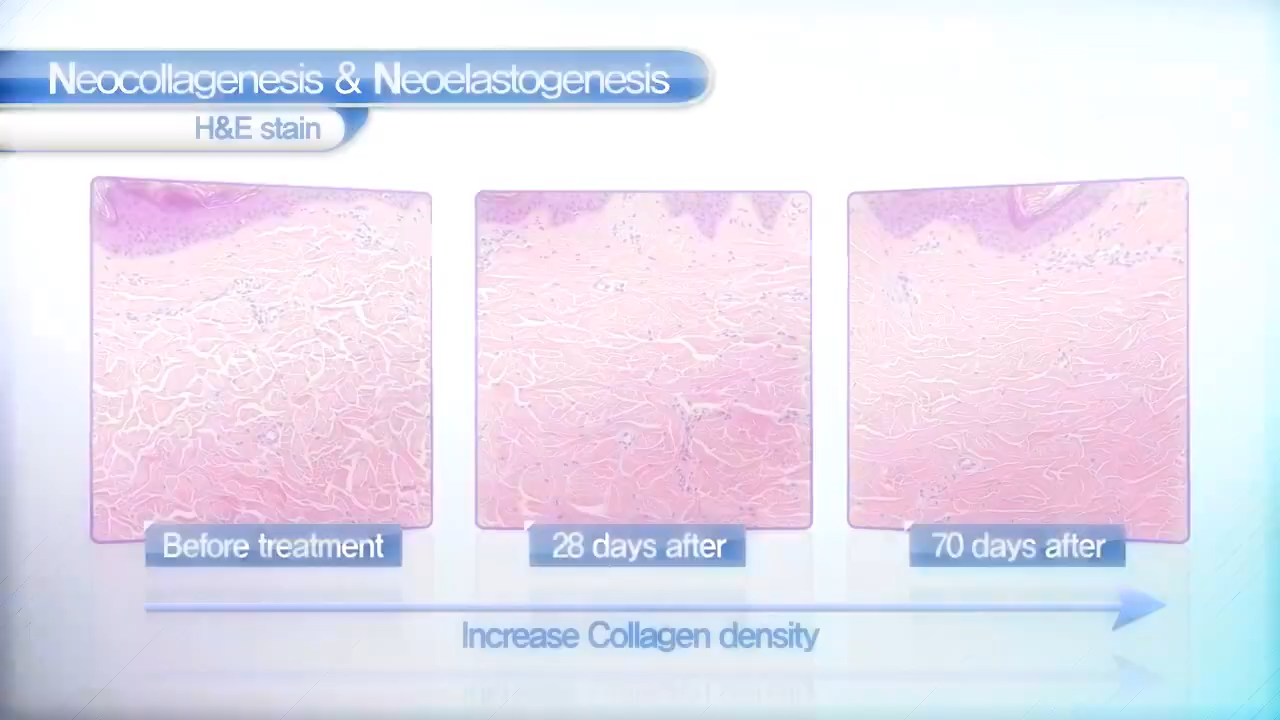 Neocollagenesis & Neoelastogenesis
H&E stain
Before treatment
28 days after
70 days after
Increase Collagen density